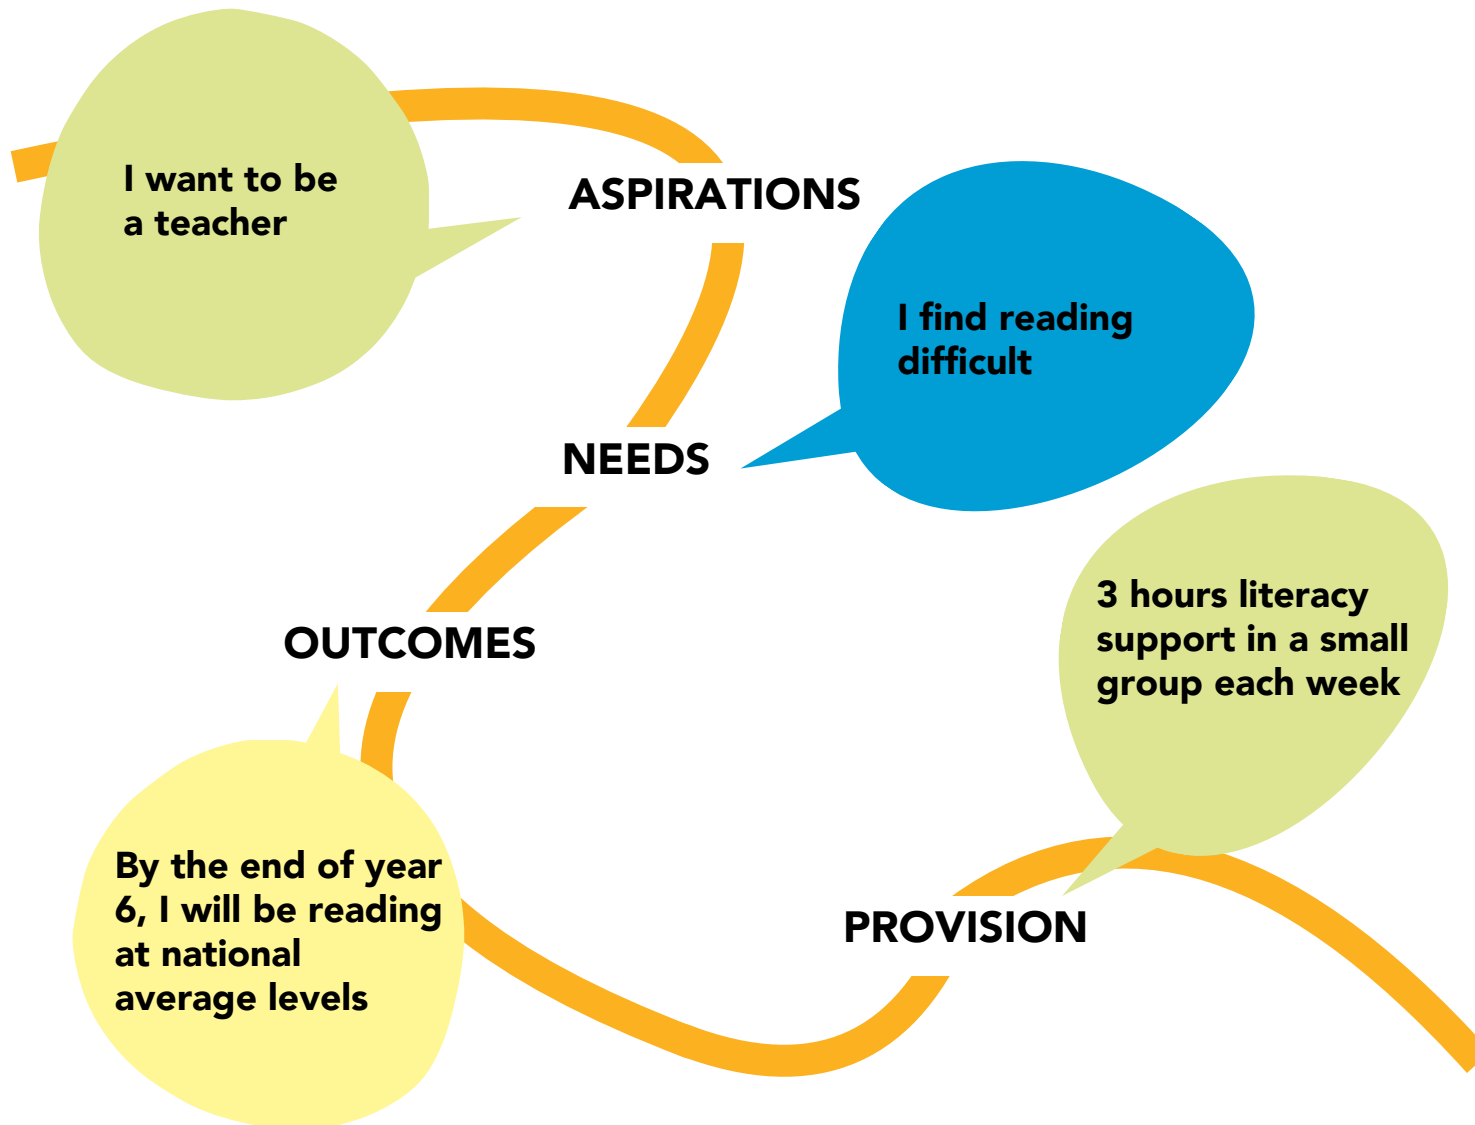 I want to be
a teacher
ASPIRATIONS
I find reading
difficult
NEEDS
OUTCOMES
By the end of year
6, I will be reading
at national
average levels
3 hours literacy
support in a small
group each week
PROVISION